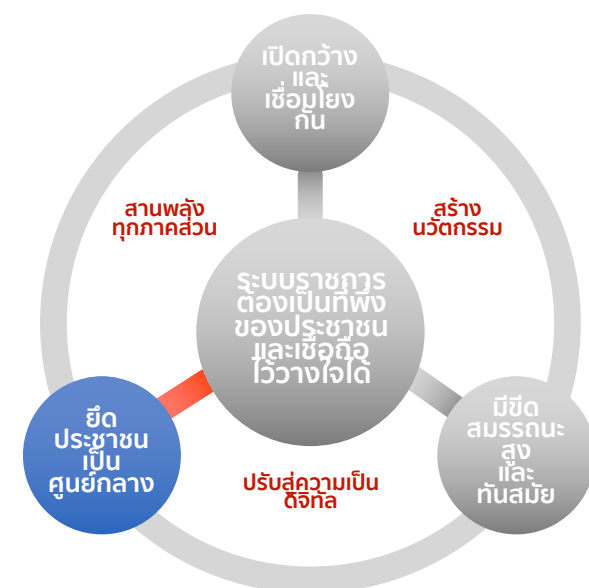 เปิดกว้าง
และ
เชื่อมโยง
กัน
สานพลัง
ทุกภาคส่วน
สร้าง
นวัตกรรม
ระบบราชการ
ต้องเป็นที่พึ่ง
ของประชาชน
และเชื่อถือ
ไว้วางใจได้
ยึด
ประชาชน
เป็น
ศูนย์กลาง
มีขีด
สมรรถนะ
สูง
และ
ทันสมัย
ปรับสู่ความเป็น
ดิจิทัล